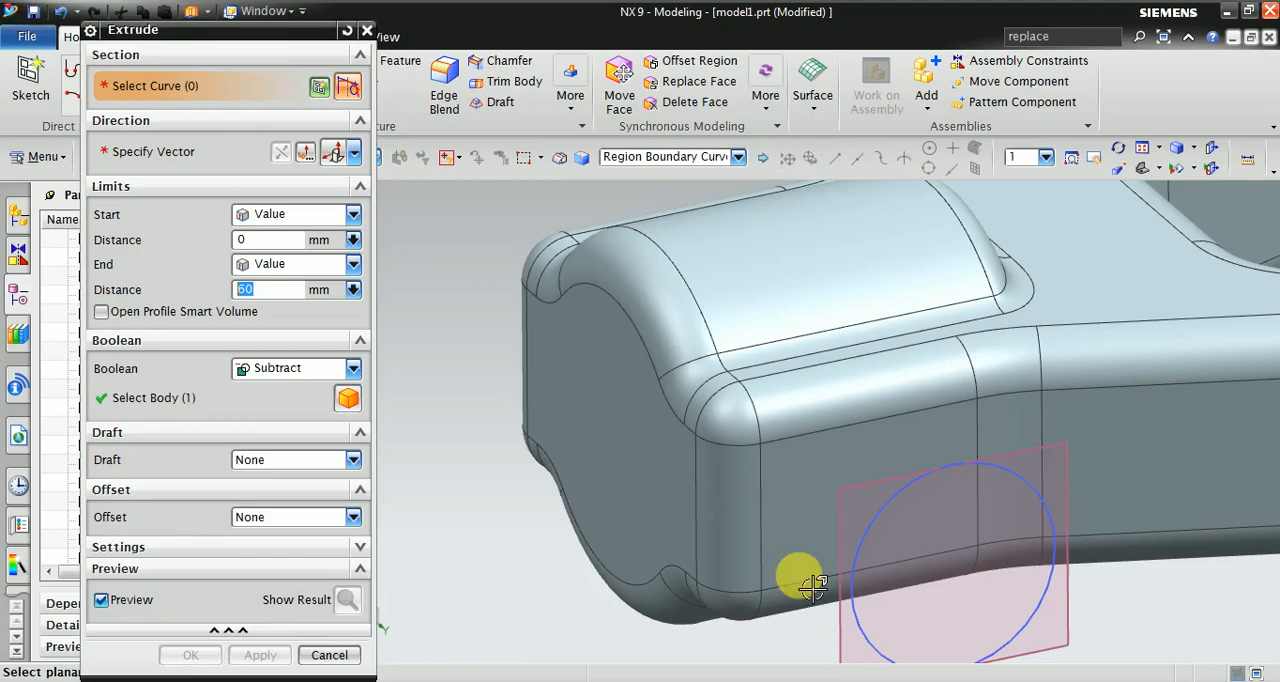 Window
NX 9 - Modeling - [model1.prt (Modified) ]
SIEMENS
File
Extrude
replace
Section
Select Curve (0)
Direction
Specify Vector
Limits
Start
Value
Distance
0
mm
End
Value
Distance
60
mm
Open Profile Smart Volume
Boolean
Boolean
Subtract
Select Body (1)
Draft
Draft
None
Offset
Offset
None
Settings
Preview
Preview
Show Result
OK
Apply
Cancel
Sketch
Menu
Name
Feature
Edge
Blend
Chamfer
Trim Body
Draft
More
Move
Face
Offset Region
Replace Face
Delete Face
More
Surface
Synchronous Modeling
Work on
Assembly
Add
Assembly Constraints
Move Component
Pattern Component
Assemblies
Region Boundary Curv
1